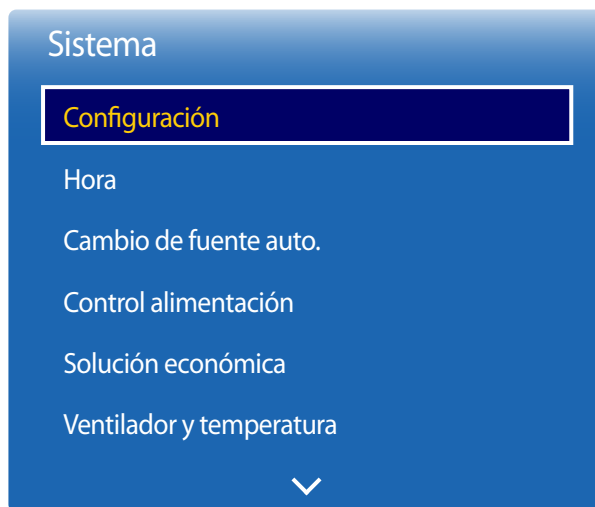 Sistema
Configuración
Hora
Cambio de fuente auto.
Control alimentación
Solución económica
Ventilador y temperatura